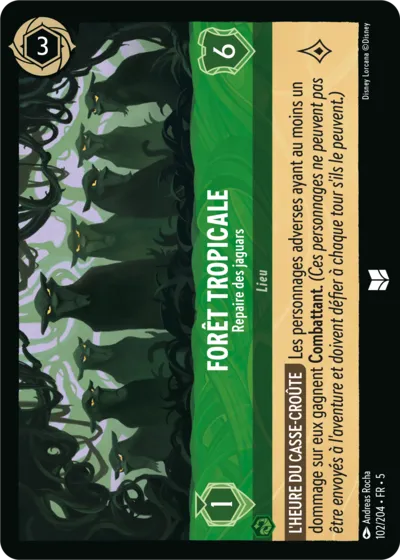 3
6
1
FORÊT TROPICALE
Repaire des jaguars
Lieu
L'HEURE DU CASSE-CROÛTE Les personnages adverses ayant au moins un
dommage sur eux gagnent Combattant. (Ces personnages ne peuvent pas
être envoyés à l'aventure et doivent défier à chaque tour s'ils le peuvent.)
Andreas Rocha
102/204 • FR • 5
Disney Lorcana ©Disney